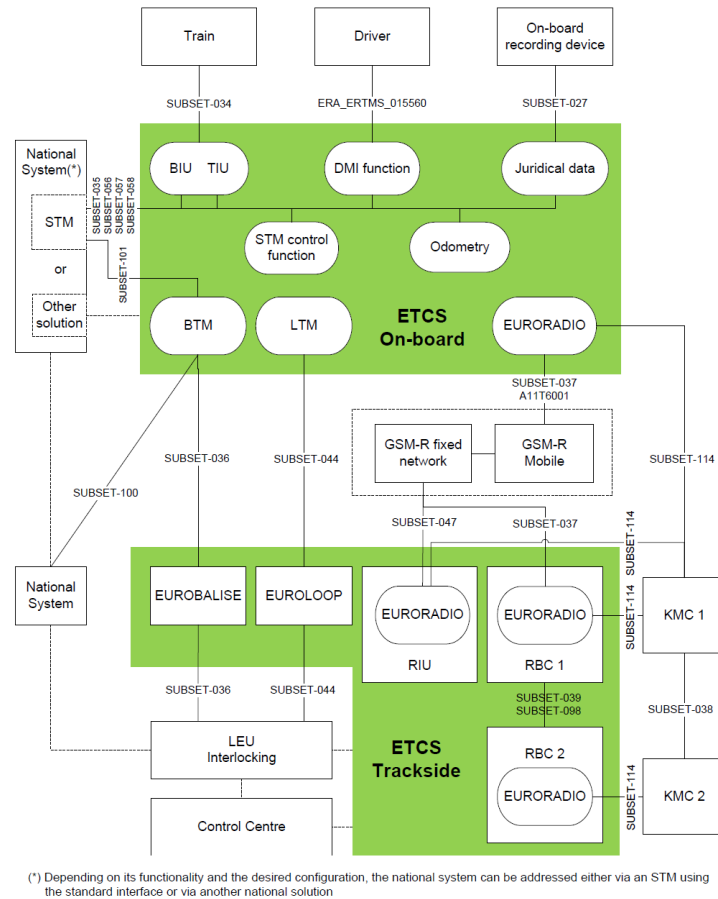 Train
Driver
On-board
recording device
SUBSET-034
ERA_ERTMS_015560
SUBSET-027
National
System(*)
STM
or
Other
solution
SUBSET-035
SUBSET-056
SUBSET-057
SUBSET-058
SUBSET-101
BIU TIU
DMI function
Juridical data
STM control
function
Odometry
BTM
LTM
ETCS
On-board
EURORADIO
SUBSET-037
A11T6001
GSM-R fixed
network
GSM-R
Mobile
SUBSET-036
SUBSET-044
SUBSET-114
SUBSET-100
SUBSET-047
SUBSET-037
SUBSET-114
National
System
EUROBALISE
EUROLOOP
EURORADIO
RIU
EURORADIO
RBC 1
SUBSET-114
KMC 1
SUBSET-036
SUBSET-044
SUBSET-039
SUBSET-098
SUBSET-038
LEU
Interlocking
ETCS
Trackside
RBC 2
EURORADIO
SUBSET-114
KMC 2
Control Centre
(*) Depending on its functionality and the desired configuration, the national system can be addressed either via an STM using
the standard interface or via another national solution